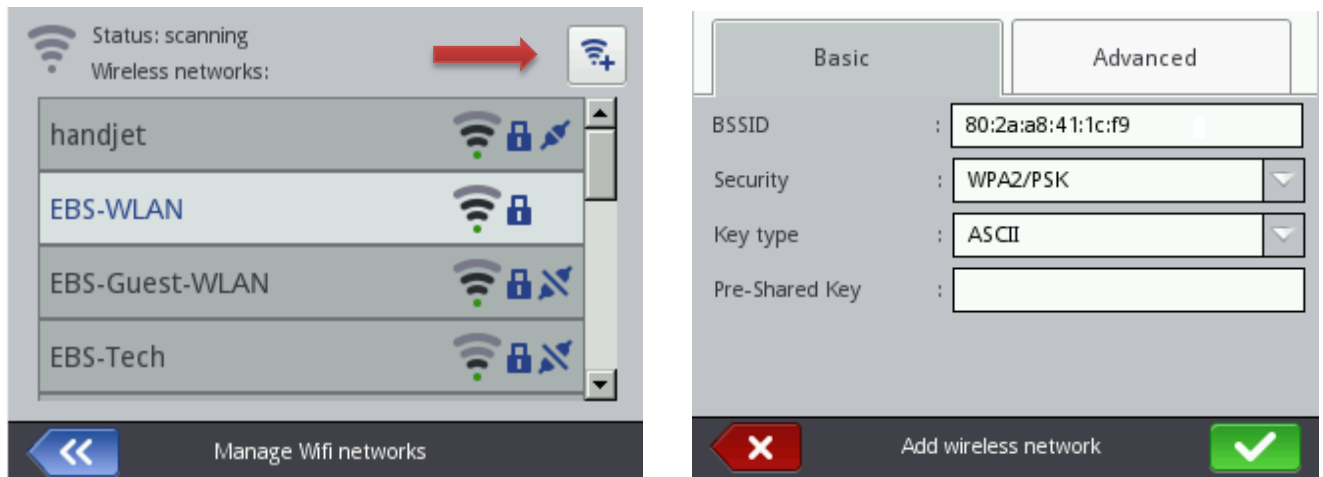 Status: scanning
Wireless networks:
handjet
EBS-WLAN
EBS-Guest-WLAN
EBS-Tech
Manage Wifi networks
Basic
Advanced
BSSID : 80:2a:a8:41:1c:f9
Security : WPA2/PSK
Key type : ASCII
Pre-Shared Key :
Add wireless network